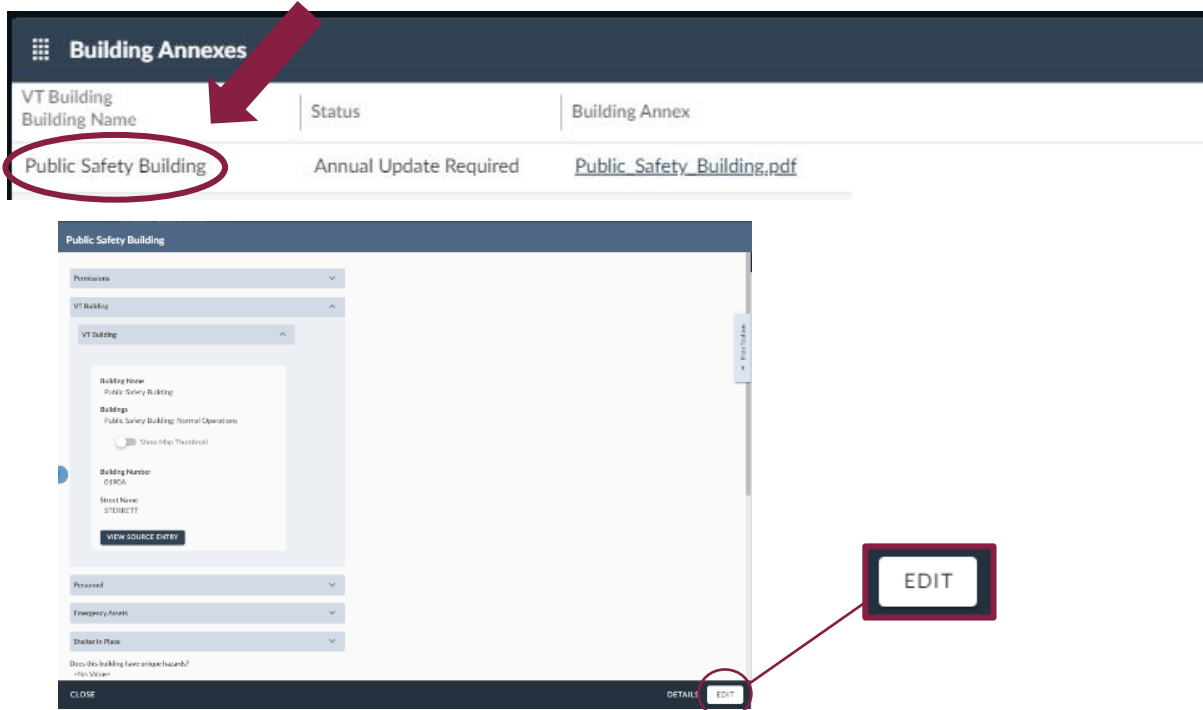 Building Annexes
VT Building
Building Name
Status
Building Annex
Public Safety Building
Annual Update Required
Public_Safety_Building.pdf
Public Safety Building
Permissions
VT Building
VT Building
Building Name
Public Safety Building
Buildings
Public Safety Building: Normal Operations
Show Map Thumbnail
Building Number
0190A
Street Name
STERRETT
VIEW SOURCE ENTRY
Personnel
Emergency Assets
Shelter In Place
Does this building have unique hazards?
<No Value>
CLOSE
DETAILS
EDIT
EDIT